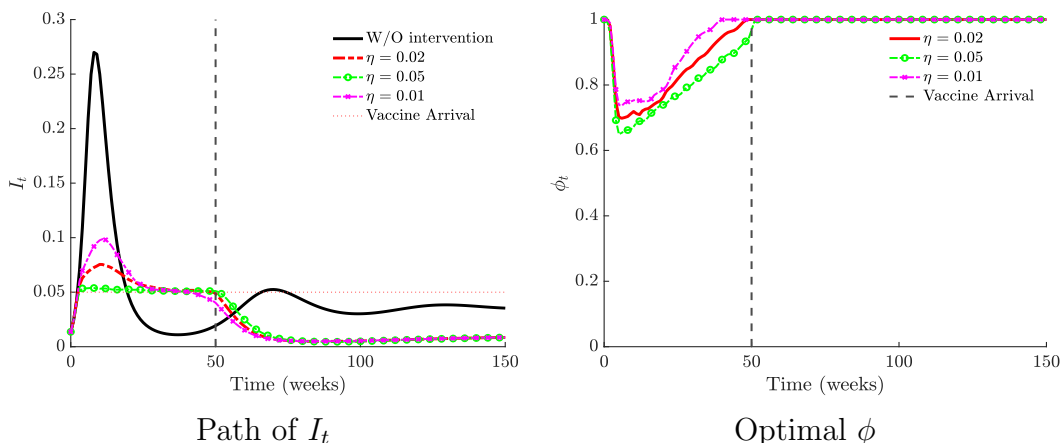 0.3
0.25
0.2
0.15
0.1
0.05
0
I_t
0
50
100
150
Time (weeks)
W/O intervention
η = 0.02
η = 0.05
η = 0.01
Vaccine Arrival
Path of I_t
1
0.8
0.6
0.4
0.2
0
ϕ_t
0
50
100
150
Time (weeks)
η = 0.02
η = 0.05
η = 0.01
Vaccine Arrival
Optimal ϕ